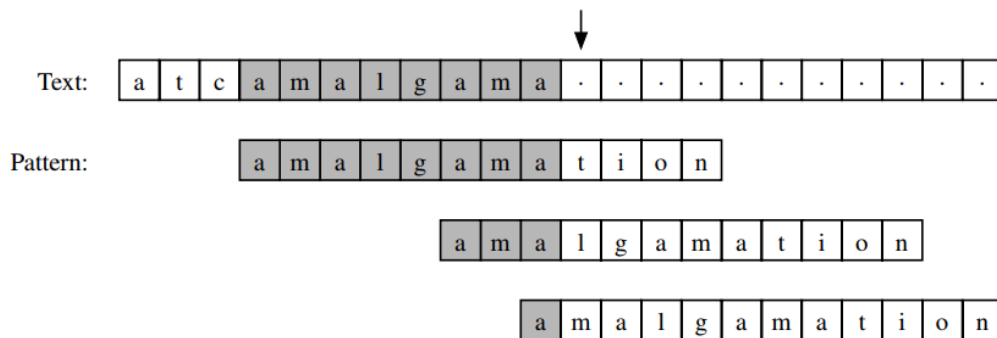 Text: a t c a m a l g a m a · · · · · · · · · · ·
Pattern: a m a l g a m a t i o n
a m a l g a m a t i o n
a m a l g a m a t i o n